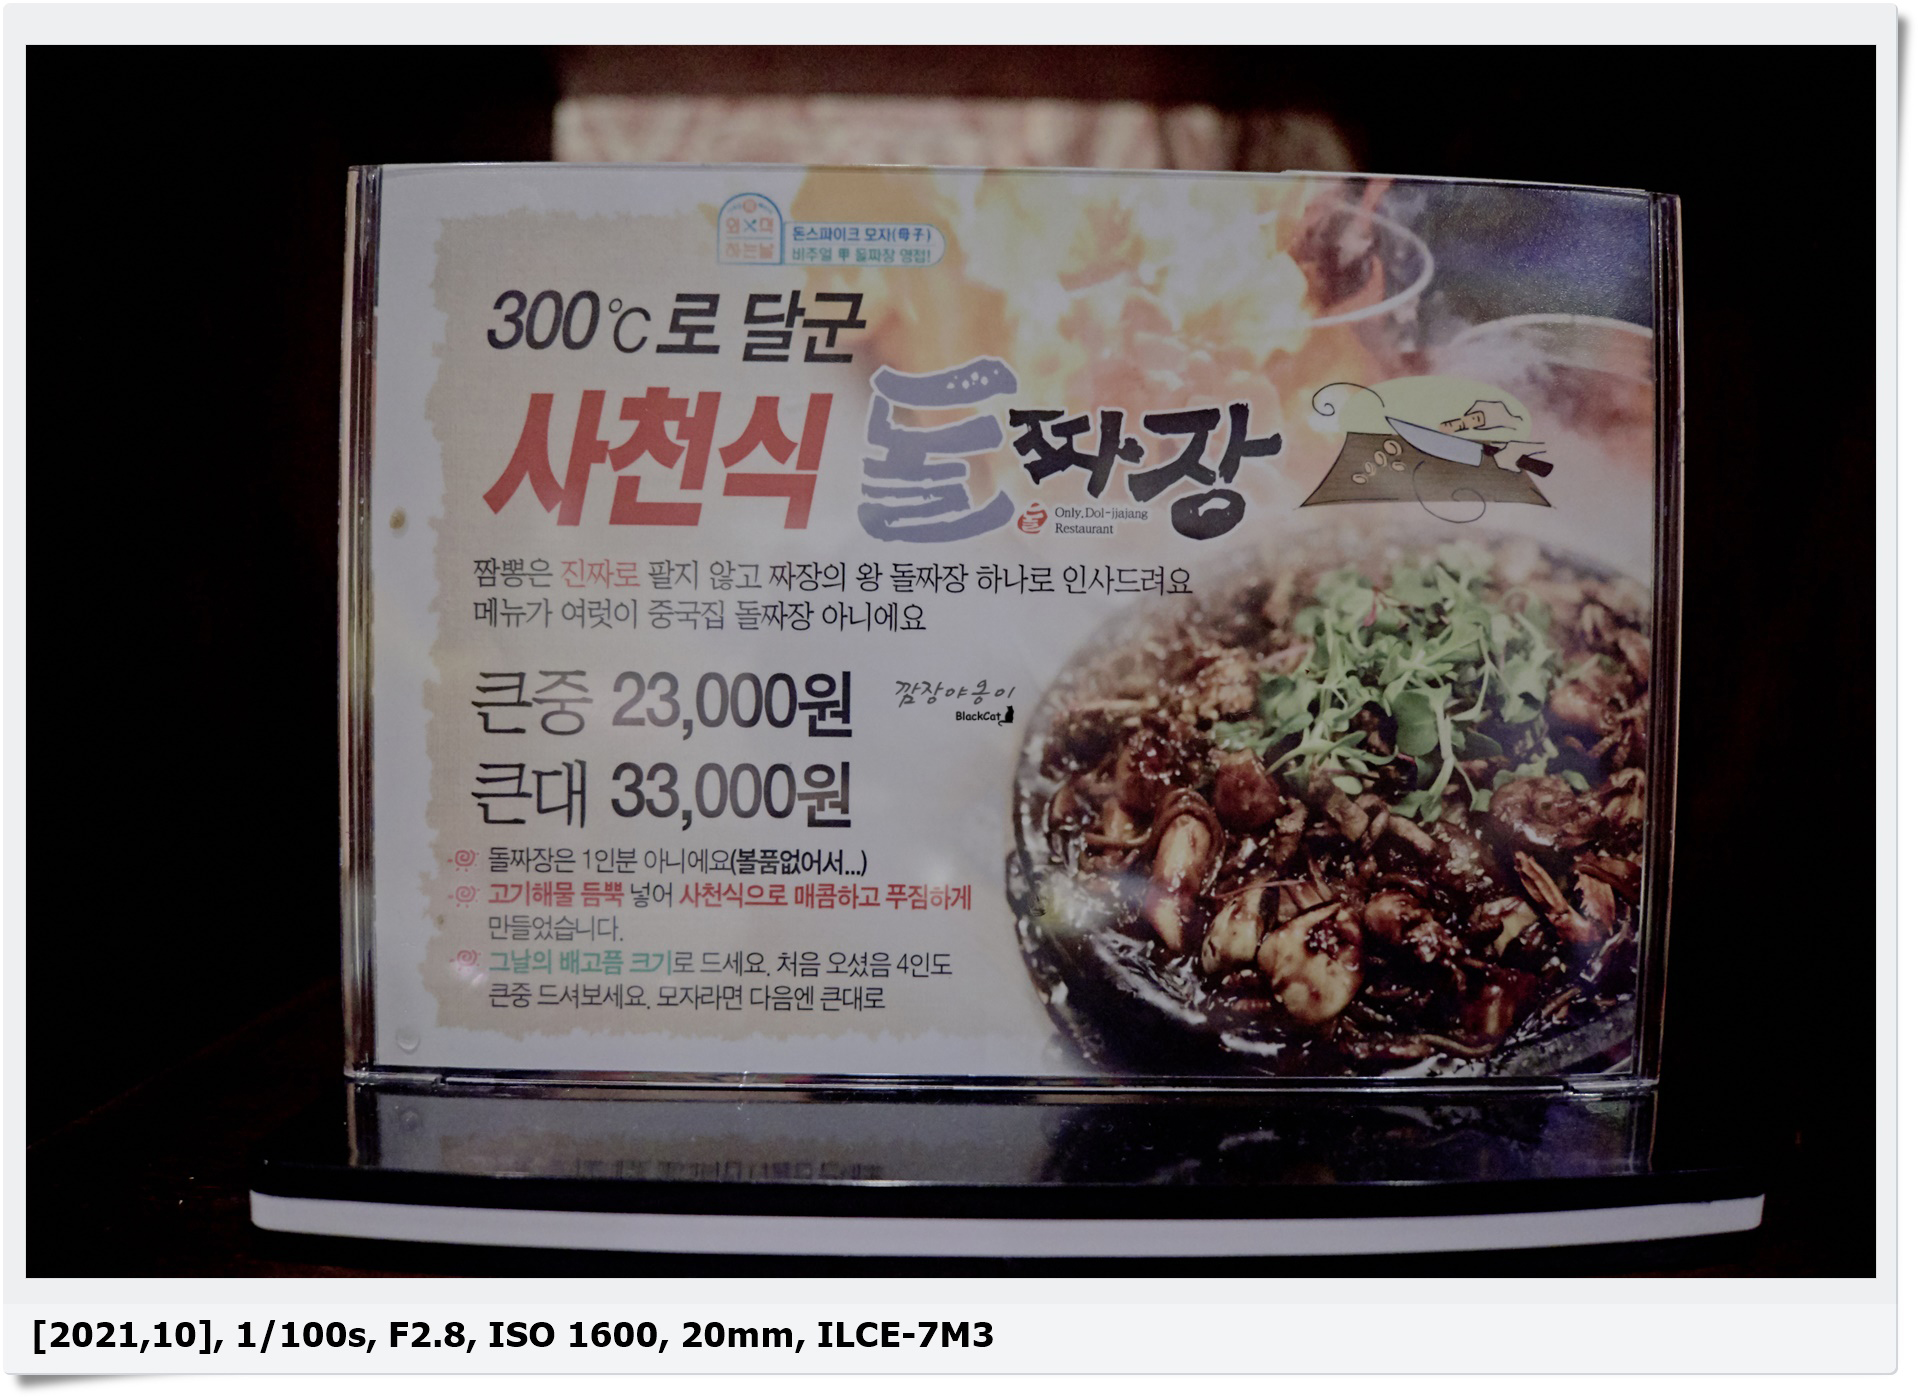 외식
하는날
돈스파이크 모자(母子)
비주얼 甲 돌짜장 영접!
300℃로 달군
사천식 돌짜장
Only, Dol-jjajang
Restaurant
짬뽕은 진짜로 팔지 않고 짜장의 왕 돌짜장 하나로 인사드려요
메뉴가 여럿이 중국집 돌짜장 아니에요
큰중 23,000원
깜장야옹이
BlackCat
큰대 33,000원
돌짜장은 1인분 아니에요(볼품없어서...)
고기해물 듬뿍 넣어 사천식으로 매콤하고 푸짐하게
만들었습니다.
그날의 배고픔 크기로 드세요. 처음 오셨음 4인도
큰중 드셔보세요. 모자라면 다음엔 큰대로
[2021,10], 1/100s, F2.8, ISO 1600, 20mm, ILCE-7M3